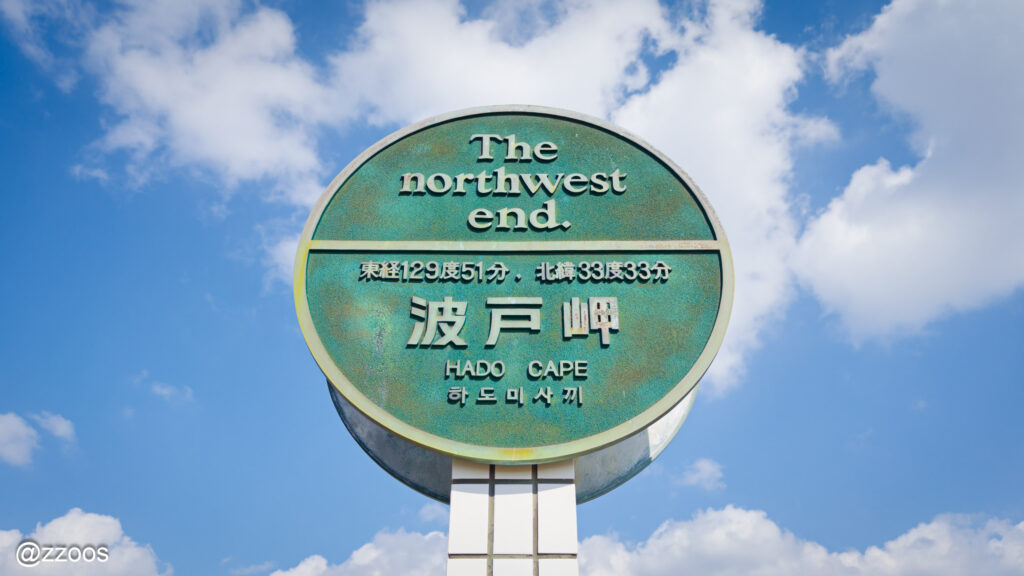 The
northwest
end.
東経129度51分．北緯33度33分
波戸岬
HADO CAPE
하도미사끼
@zzoos